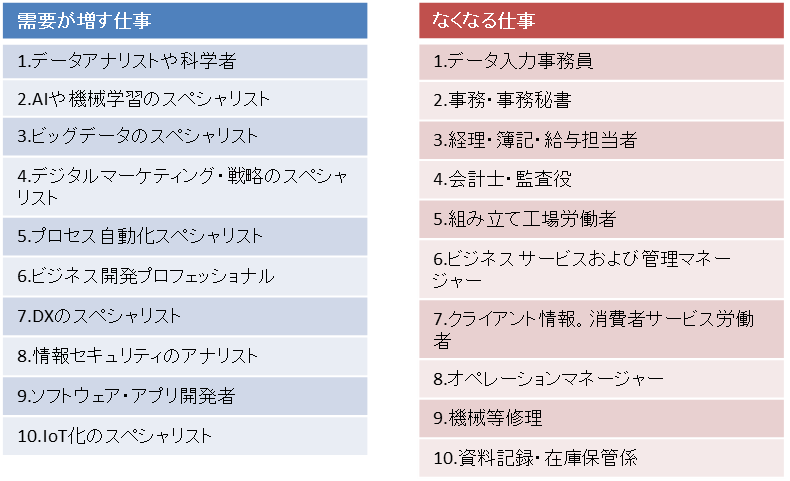 需要が増す仕事
1.データアナリストや科学者
2.AIや機械学習のスペシャリスト
3.ビッグデータのスペシャリスト
4.デジタルマーケティング・戦略のスペシャ
リスト
5.プロセス自動化スペシャリスト
6.ビジネス開発プロフェッショナル
7.DXのスペシャリスト
8.情報セキュリティのアナリスト
9.ソフトウェア・アプリ開発者
10.IoT化のスペシャリスト
なくなる仕事
1.データ入力事務員
2.事務・事務秘書
3.経理・簿記・給与担当者
4.会計士・監査役
5.組み立て工場労働者
6.ビジネス サービスおよび管理マネー
ジャー
7.クライアント情報。消費者サービス労働
者
8.オペレーションマネージャー
9.機械等修理
10.資料記録・在庫保管係